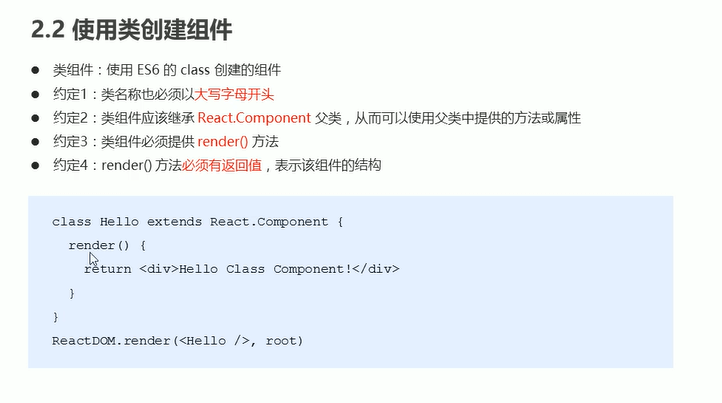 2.2 使用类创建组件
● 类组件：使用 ES6 的 class 创建的组件
● 约定1：类名称也必须以大写字母开头
● 约定2：类组件应该继承 React.Component 父类，从而可以使用父类中提供的方法或属性
● 约定3：类组件必须提供 render() 方法
● 约定4：render() 方法必须有返回值，表示该组件的结构
class Hello extends React.Component {
render() {
return <div>Hello Class Component!</div>
}
}
ReactDOM.render(<Hello />, root)